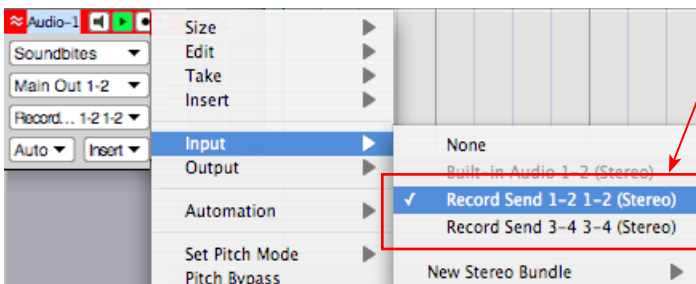 Audio-1
Soundbites
Main Out 1-2
Record... 1-2 1-2
Auto
Insert
Size
Edit
Take
Insert
Input
Output
Automation
Set Pitch Mode
Pitch Bypass
None
Built-in Audio 1-2 (Stereo)
✓ Record Send 1-2 1-2 (Stereo)
Record Send 3-4 3-4 (Stereo)
New Stereo Bundle